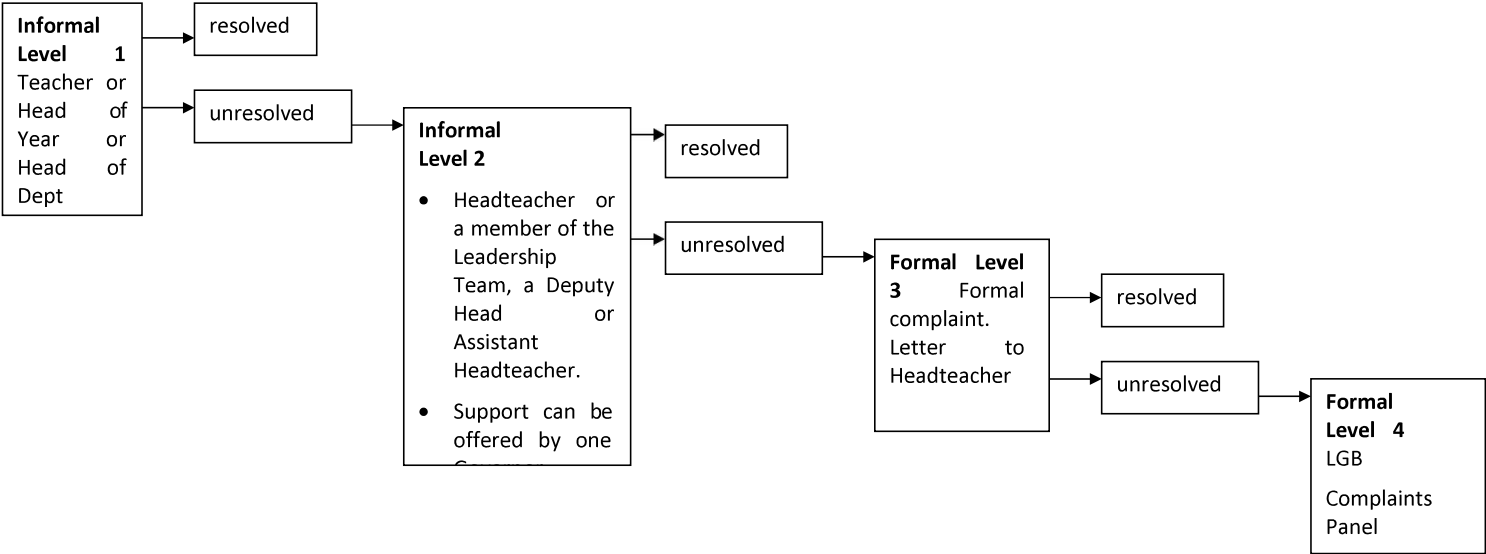 Informal
Level 1
Teacher or
Head of
Year or
Head of
Dept
resolved
unresolved
Informal
Level 2
• Headteacher or
a member of the
Leadership
Team, a Deputy
Head or
Assistant
Headteacher.
• Support can be
offered by one
resolved
unresolved
Formal Level
3 Formal
complaint.
Letter to
Headteacher
resolved
unresolved
Formal
Level 4
LGB
Complaints
Panel